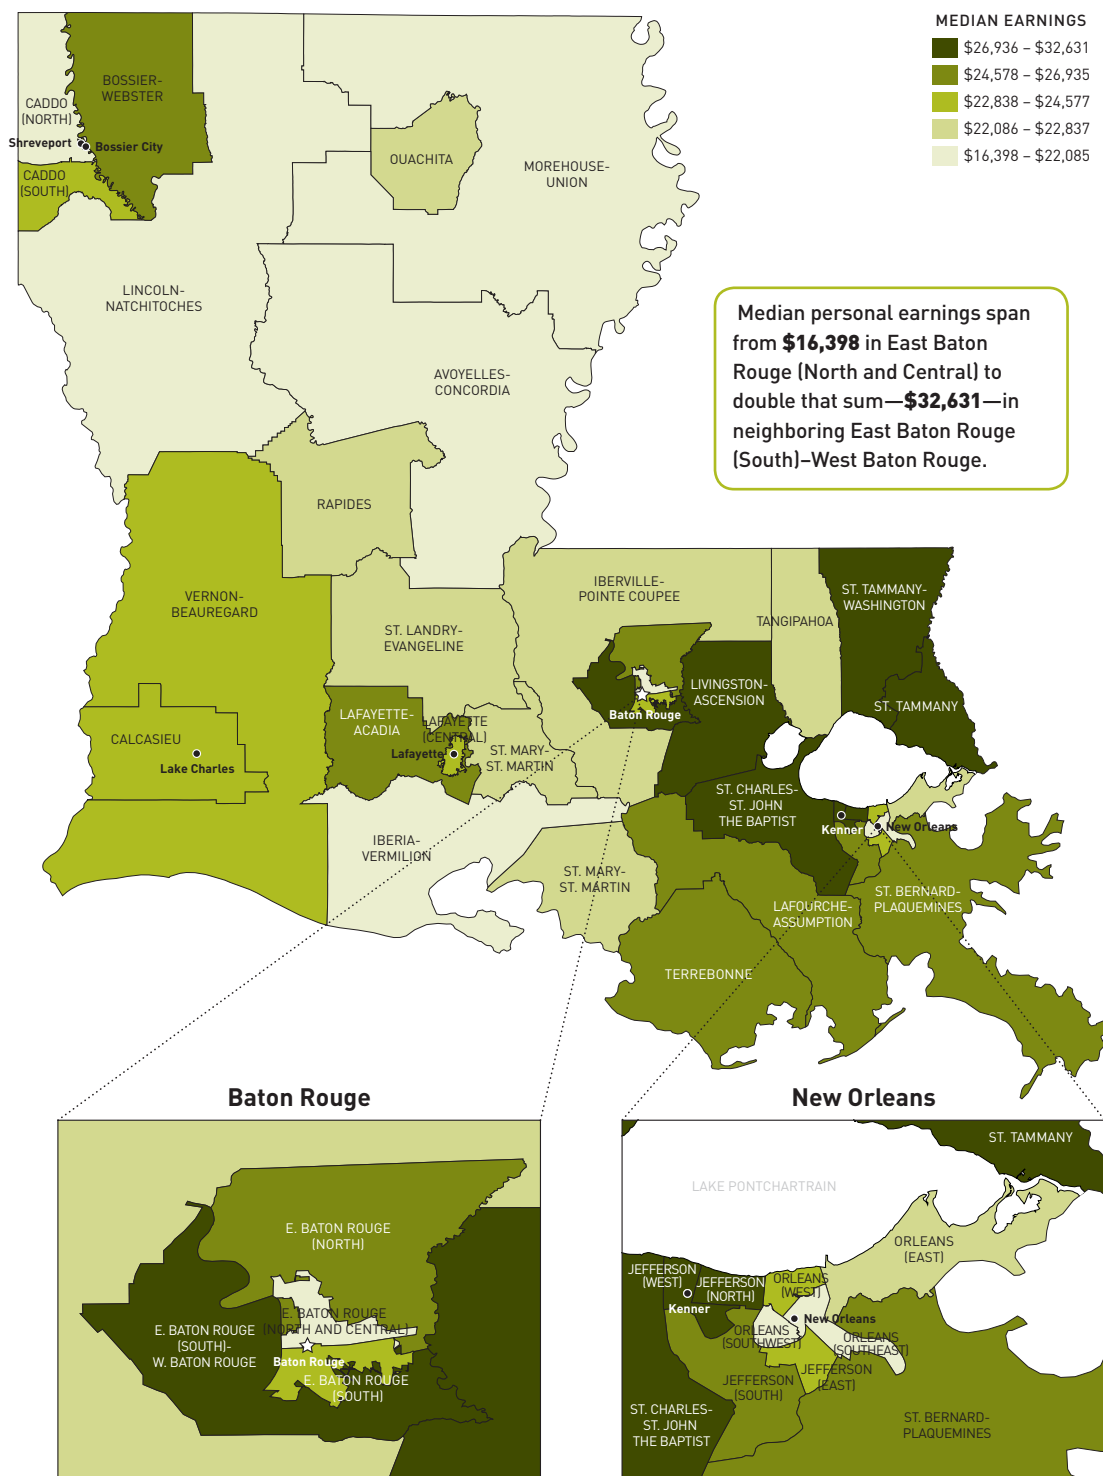 MEDIAN EARNINGS
$26,936 – $32,631
$24,578 – $26,935
$22,838 – $24,577
$22,086 – $22,837
$16,398 – $22,085
BOSSIER-
WEBSTER
CADDO
(NORTH)
Shreveport
Bossier City
CADDO
(SOUTH)
OUACHITA
MOREHOUSE-
UNION
LINCOLN-
NATCHITOCHES
Median personal earnings span
from $16,398 in East Baton
Rouge (North and Central) to
double that sum—$32,631—in
neighboring East Baton Rouge
(South)–West Baton Rouge.
AVOYELLES-
CONCORDIA
RAPIDES
VERNON-
BEAUREGARD
IBERVILLE-
POINTE COUPEE
ST. TAMMANY-
WASHINGTON
TANGIPAHOA
ST. LANDRY-
EVANGELINE
LIVINGSTON-
ASCENSION
ST. TAMMANY
Baton Rouge
LAFAYETTE-
ACADIA
LAFAYETTE
(CENTRAL)
Lafayette
ST. MARY-
ST. MARTIN
CALCASIEU
Lake Charles
ST. CHARLES-
ST. JOHN
THE BAPTIST
Kenner
New Orleans
IBERIA-
VERMILION
ST. MARY-
ST. MARTIN
ST. BERNARD-
PLAQUEMINES
LAFOURCHE-
ASSUMPTION
TERREBONNE
Baton Rouge
E. BATON ROUGE
(NORTH)
E. BATON ROUGE
(NORTH AND CENTRAL)
E. BATON ROUGE
(SOUTH)-
W. BATON ROUGE
Baton Rouge
E. BATON ROUGE
(SOUTH)
New Orleans
ST. TAMMANY
LAKE PONTCHARTRAIN
ORLEANS
(EAST)
JEFFERSON
(WEST)
JEFFERSON
(NORTH)
ORLEANS
(WEST)
Kenner
New Orleans
ORLEANS
(SOUTHWEST)
ORLEANS
(SOUTHEAST)
JEFFERSON
(EAST)
JEFFERSON
(SOUTH)
ST. CHARLES-
ST. JOHN
THE BAPTIST
ST. BERNARD-
PLAQUEMINES